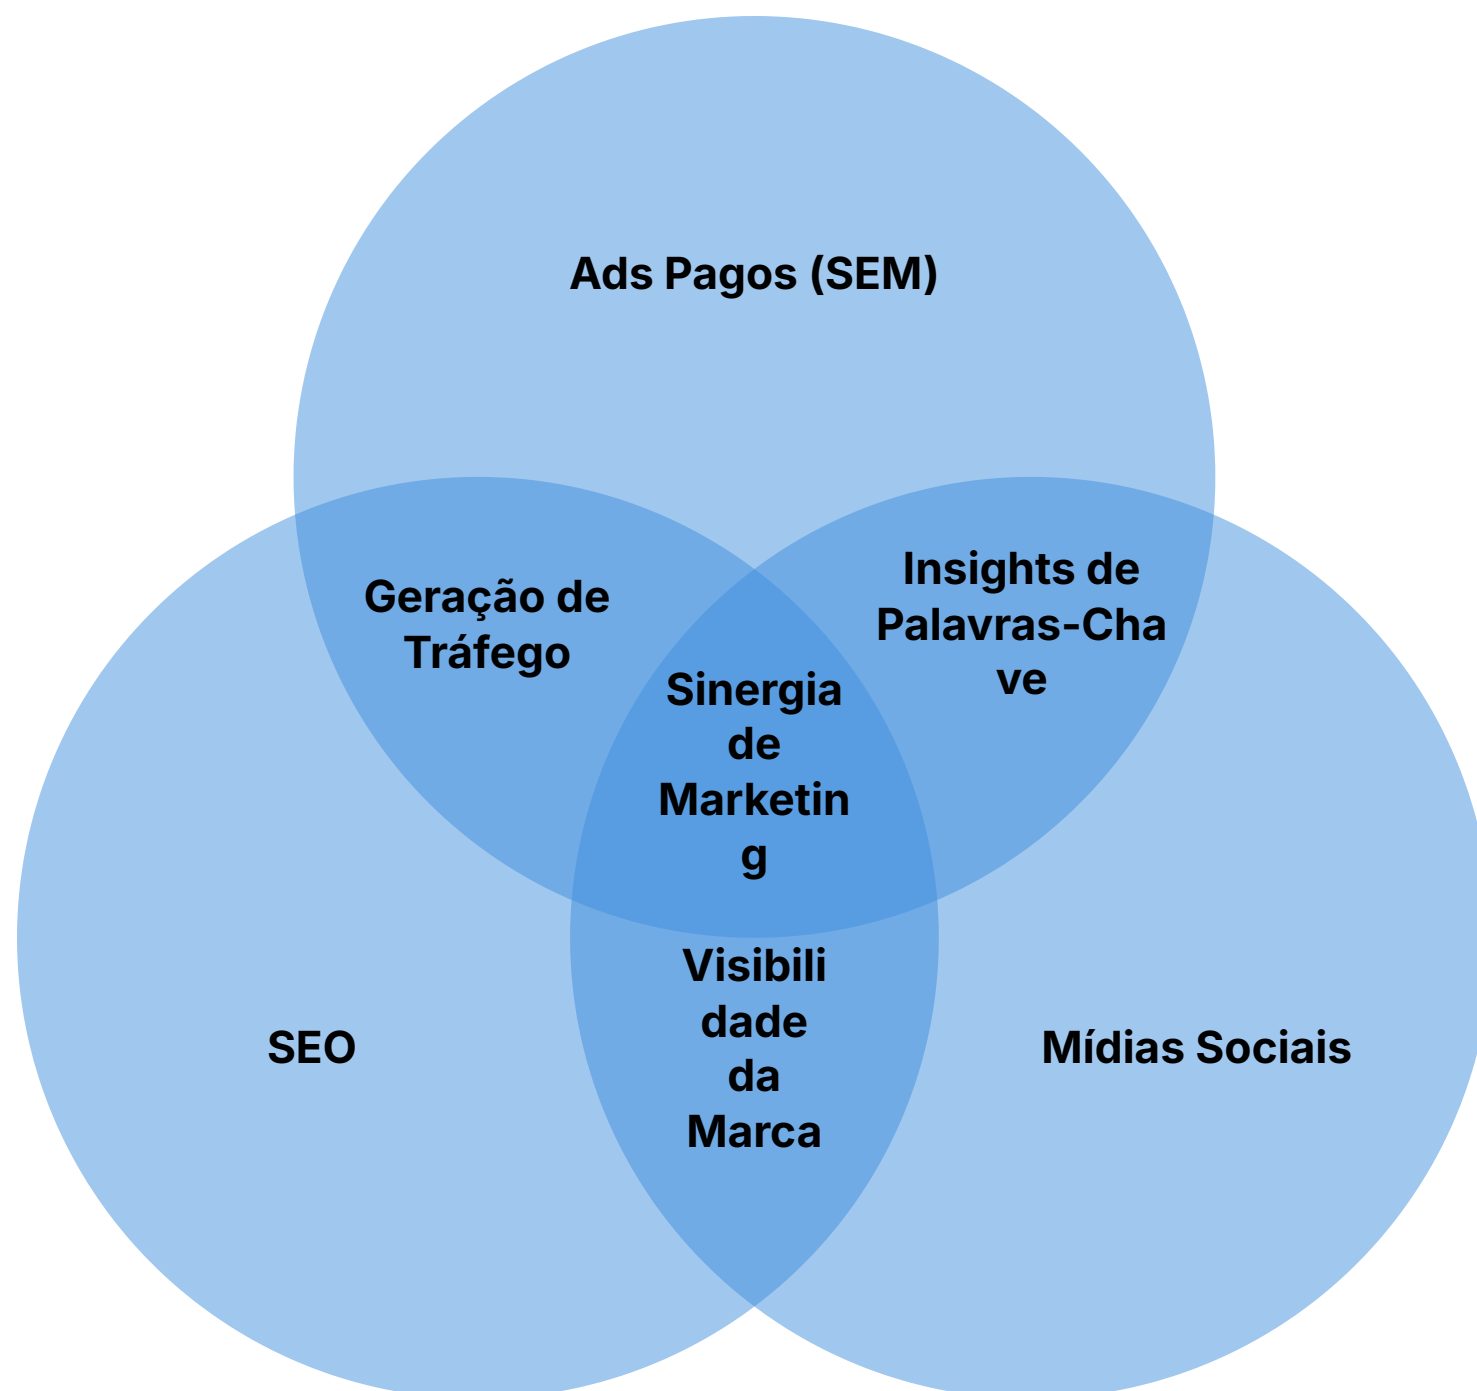 Ads Pagos (SEM)
Geração de
Tráfego
Insights de
Palavras-Cha
ve
Sinergia
de
Marketin
g
Visibili
dade
da
Marca
SEO
Mídias Sociais